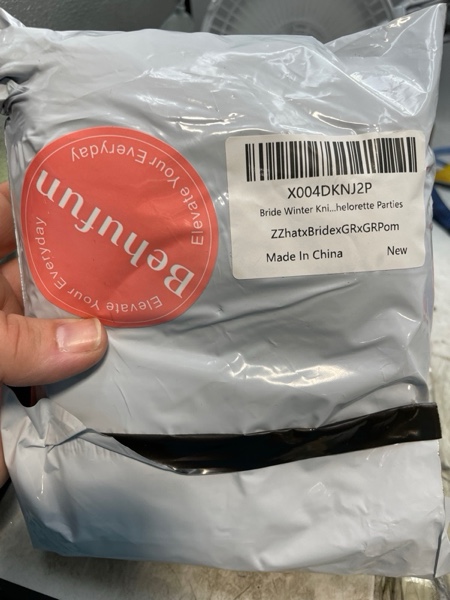 Elevate Your Everyday
Behufun
Elevate Your Everyday
X004DKNJ2P
Bride Winter Kni...helorette Parties
ZZhatxBridexGRxGRPom
Made In China
New